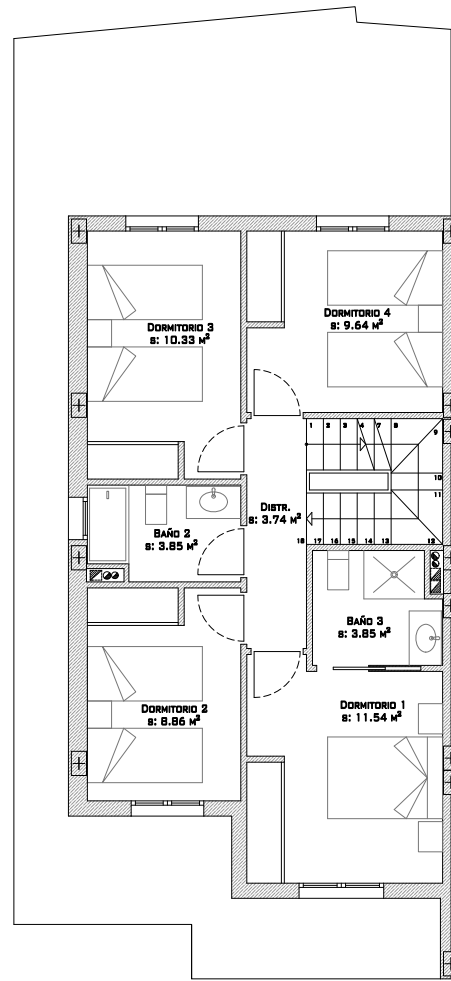 Dormitorio 3
s: 10.33 m²
Dormitorio 4
s: 9.64 m²
1 2 3 4 7 8
9
10
11
Distr.
s: 3.74 m²
18 17 16 15 14 13 12
Baño 2
s: 3.85 m²
Baño 3
s: 3.85 m²
Dormitorio 2
s: 8.86 m²
Dormitorio 1
s: 11.54 m²